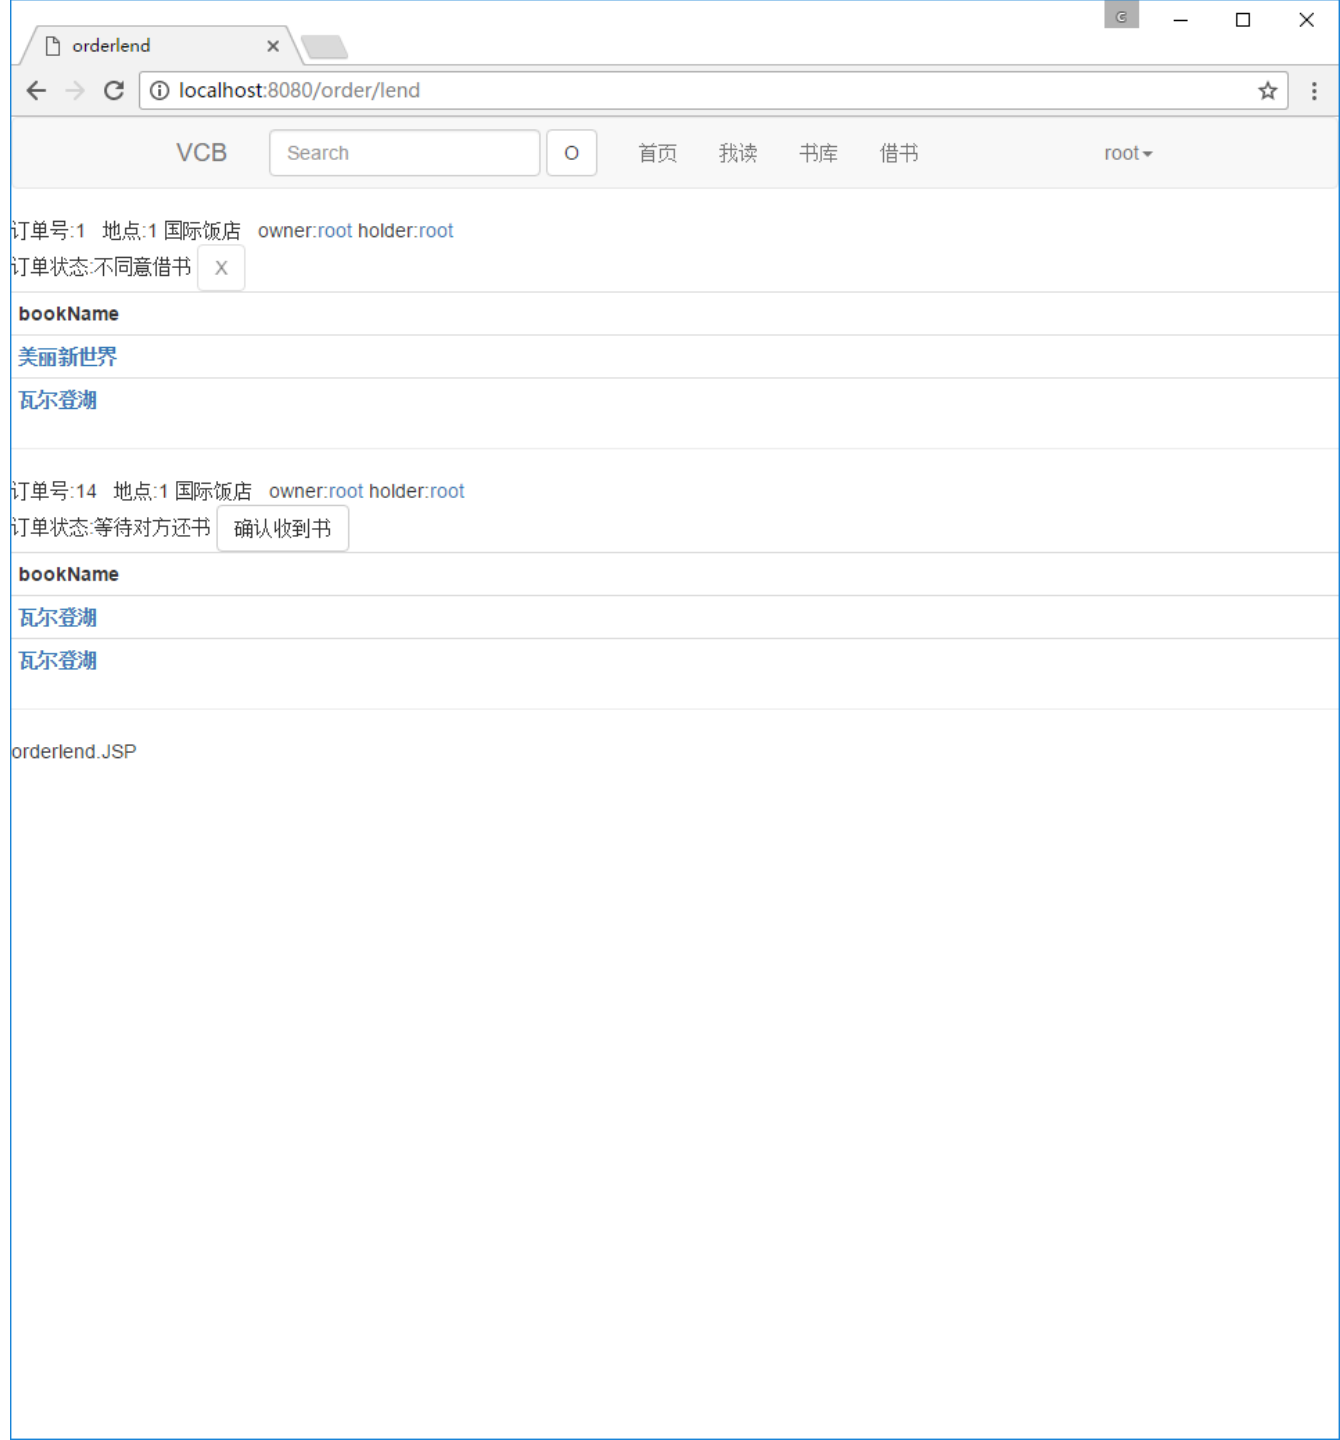 orderlend
localhost:8080/order/lend
VCB Search O 首页 我读 书库 借书 root
订单号:1 地点:1 国际饭店 owner:root holder:root
订单状态:不同意借书 X
bookName
美丽新世界
瓦尔登湖
订单号:14 地点:1 国际饭店 owner:root holder:root
订单状态:等待对方还书 确认收到书
bookName
瓦尔登湖
瓦尔登湖
orderlend.JSP